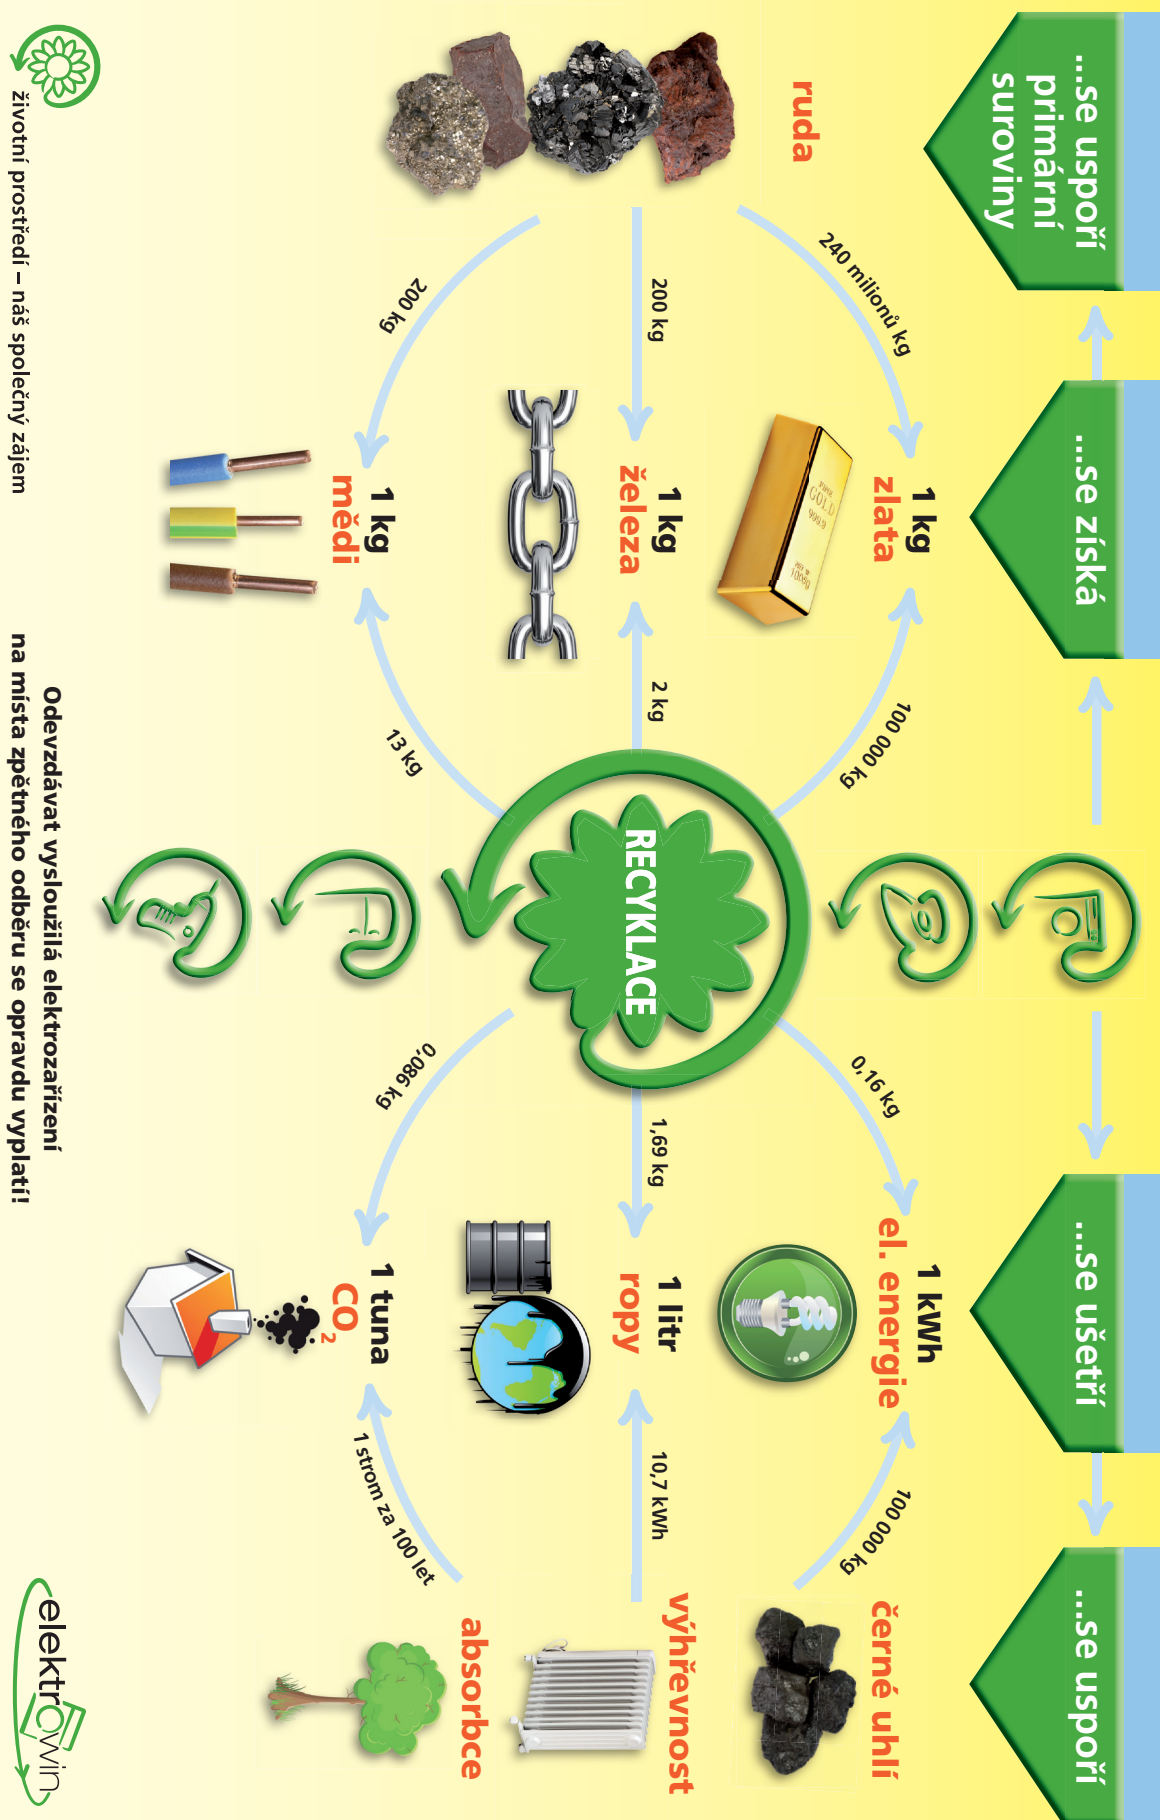 ...se uspoří
primární
suroviny
...se získá
...se ušetří
...se uspoří
ruda
240 milionů kg
200 kg
200 kg
1 kg
zlata
GOLD
999.9
1 kg
železa
1 kg
mědi
100 000 kg
2 kg
13 kg
RECYKLACE
0,16 kg
1,69 kg
0,086 kg
1 kWh
el. energie
1 litr
ropy
1 tuna
CO2
100 000 kg
10,7 kWh
1 strom za 100 let
černé uhlí
výhřevnost
absorbce
životní prostředí – náš společný zájem
Odevzdávat vysloužilá elektrozařízení
na místa zpětného odběru se opravdu vyplatí!
elektrowin